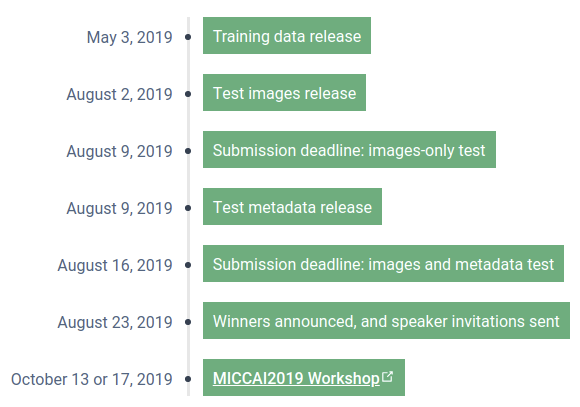 May 3, 2019 Training data release
August 2, 2019 Test images release
August 9, 2019 Submission deadline: images-only test
August 9, 2019 Test metadata release
August 16, 2019 Submission deadline: images and metadata test
August 23, 2019 Winners announced, and speaker invitations sent
October 13 or 17, 2019 MICCAI2019 Workshop